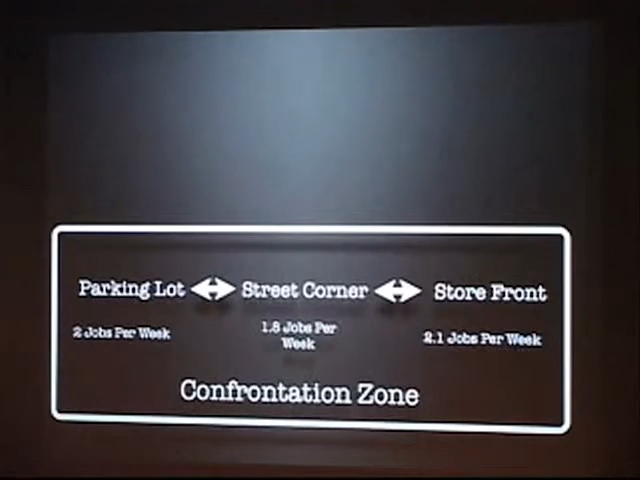 Parking Lot Street Corner Store Front
2 Jobs Per Week 1.8 Jobs Per Week 2.1 Jobs Per Week
Confrontation Zone